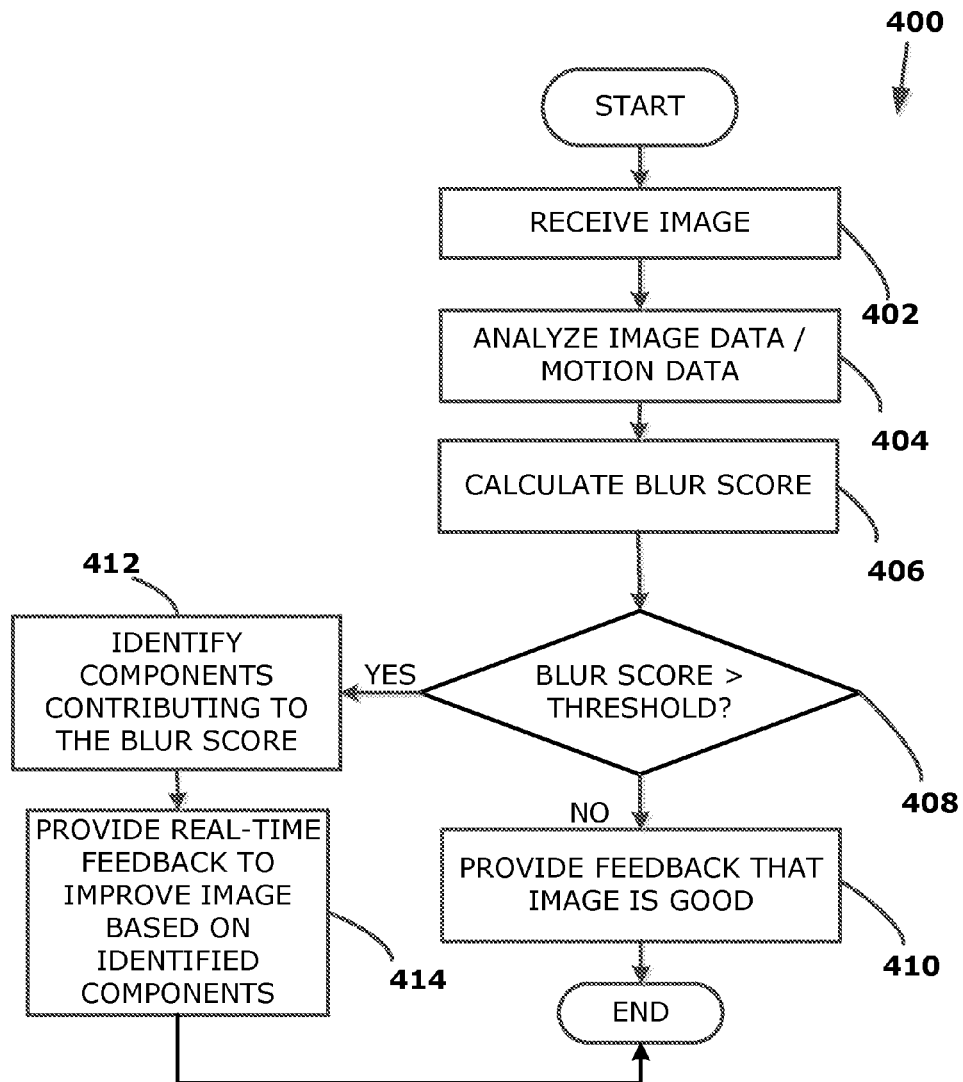 400
START
RECEIVE IMAGE
402
ANALYZE IMAGE DATA /
MOTION DATA
404
CALCULATE BLUR SCORE
406
BLUR SCORE >
THRESHOLD?
408
YES
412
IDENTIFY
COMPONENTS
CONTRIBUTING TO
THE BLUR SCORE
PROVIDE REAL-TIME
FEEDBACK TO
IMPROVE IMAGE
BASED ON
IDENTIFIED
COMPONENTS
414
NO
PROVIDE FEEDBACK THAT
IMAGE IS GOOD
410
END